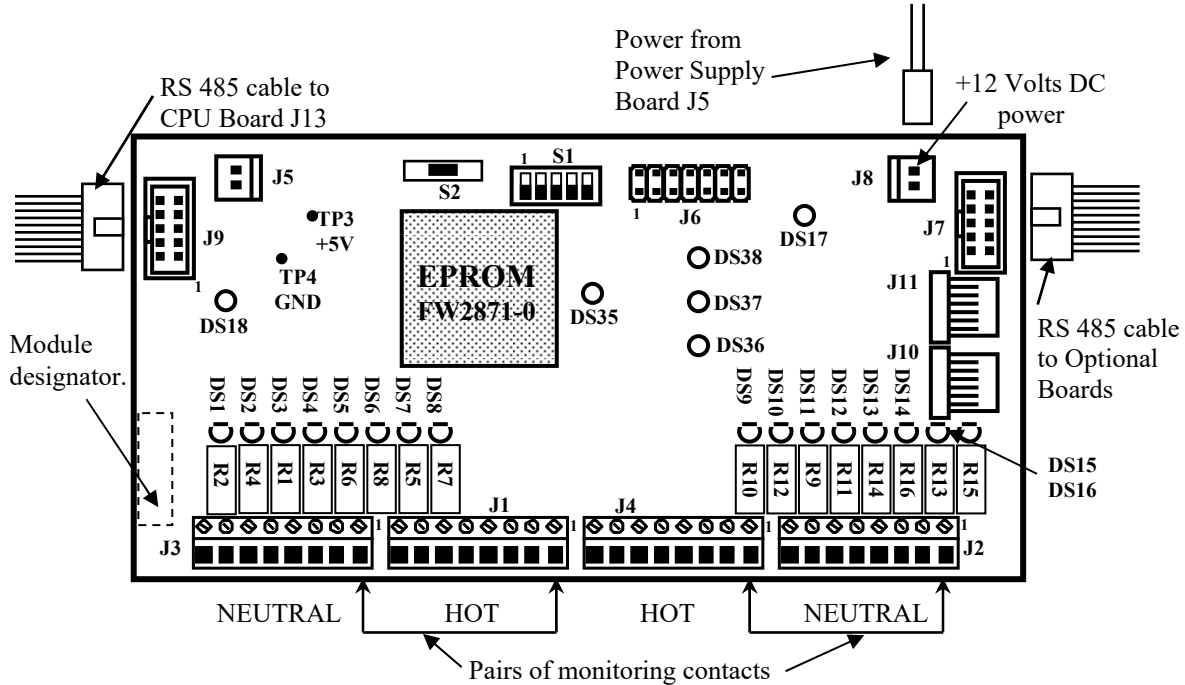 Power from
Power Supply
Board J5
+12 Volts DC
power
RS 485 cable to
CPU Board J13
J5
S2
1 S1
1 J6
J8
DS17
J7
1
J9
1
TP3
+5V
TP4
GND
DS18
EPROM
FW2871-0
DS35
DS38
DS37
DS36
J11
J10
RS 485 cable
to Optional
Boards
Module
designator.
DS1 DS2 DS3 DS4 DS5 DS6 DS7 DS8
DS9 DS10 DS11 DS12 DS13 DS14
DS15
DS16
R2 R4 R1 R3 R6 R8 R5 R7
R10 R12 R9 R11 R14 R16 R13 R15
J3 1 J1 1 J4 1 1 J2
NEUTRAL HOT HOT NEUTRAL
Pairs of monitoring contacts